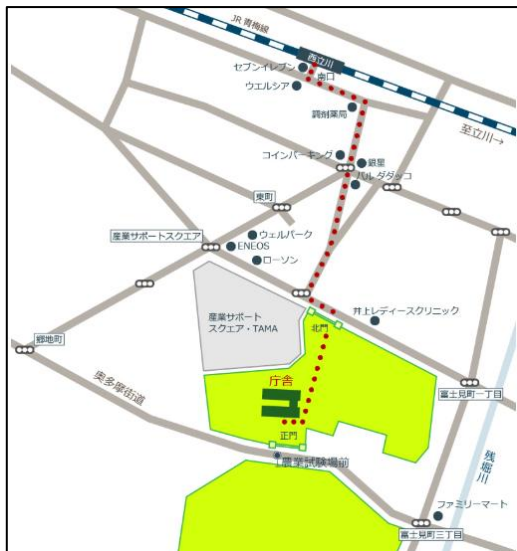 JR 青梅線
西立川
セブンイレブン
南口
ウエルシア
調剤薬局
至立川→
コインパーキング
銀星
バル ダダッコ
東町
ウェルパーク
産業サポートスクエア
ENEOS
ローソン
産業サポート
スクエア・TAMA
井上レディースクリニック
北門
郷地町
奥多摩街道
庁舎
富士見町一丁目
正門
農業試験場前
残堀川
ファミリーマート
富士見町三丁目